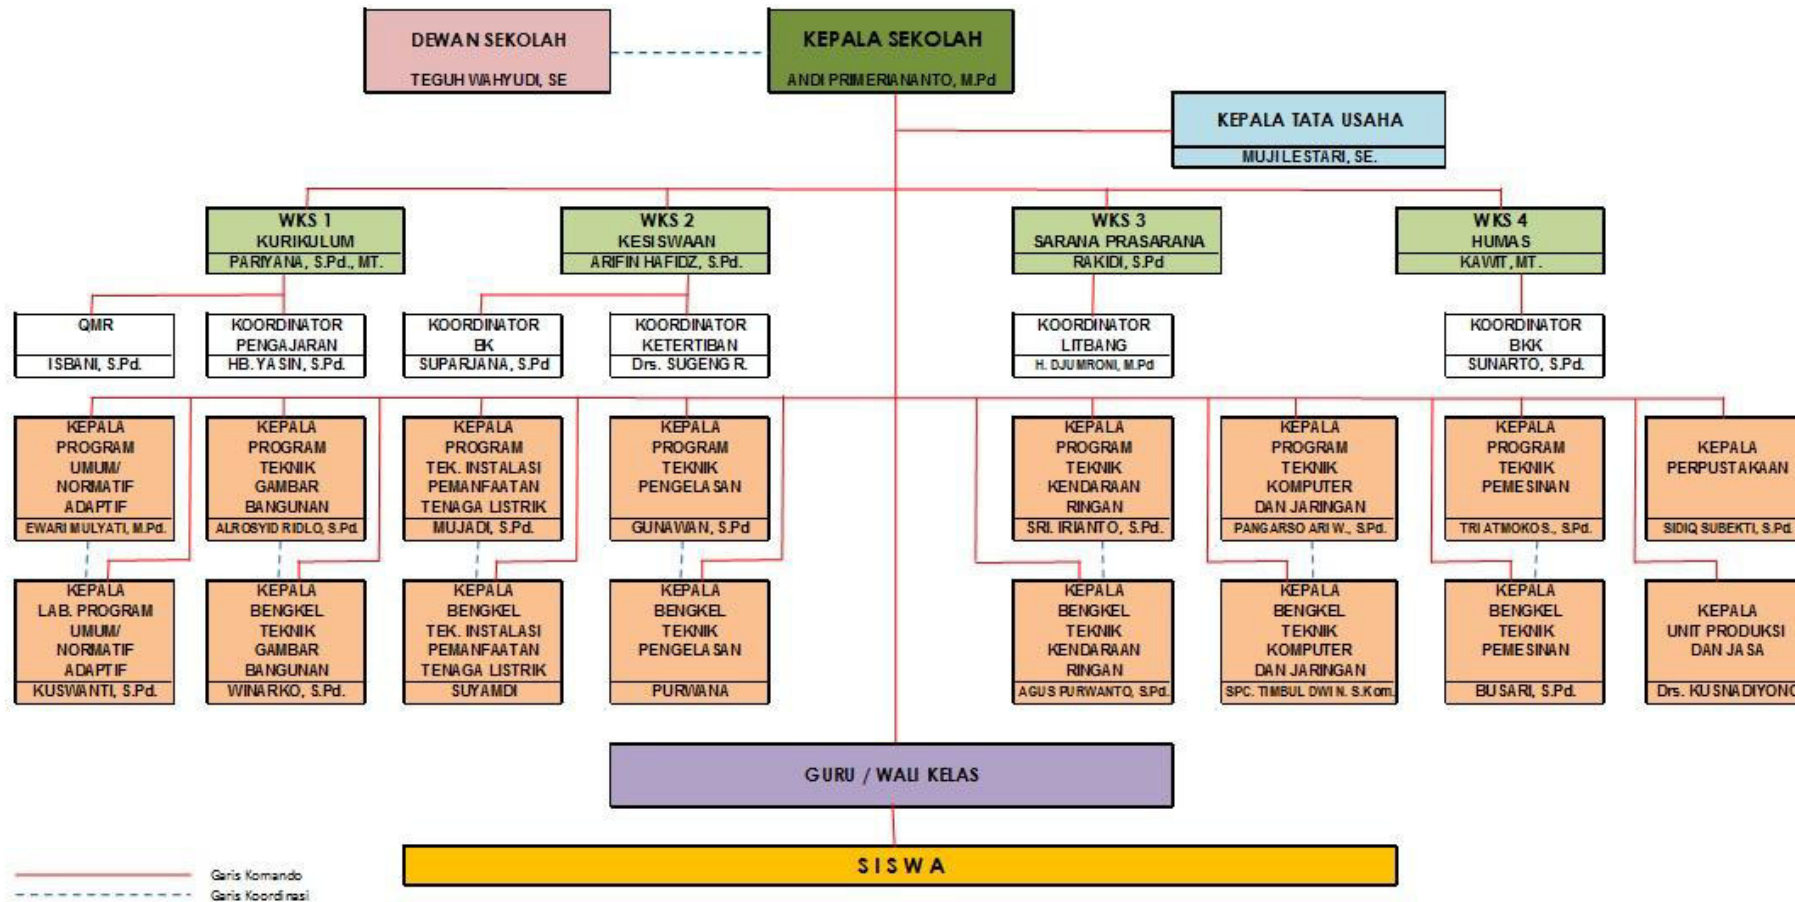 DEWAN SEKOLAH
TEGUH WAHYUDI, SE
KEPALA SEKOLAH
ANDI PRIMERIANANTO, M.Pd
KEPALA TATA USAHA
MUJI LESTARI, SE.
WKS 1
KURIKULUM
PARIYANA, S.Pd., MT.
WKS 2
KESISWAAN
ARIFIN HAFIDZ, S.Pd.
WKS 3
SARANA PRASARANA
RAKIDI, S.Pd
WKS 4
HUMAS
KAWIT, MT.
QMR
ISBANI, S.Pd.
KOORDINATOR
PENGAJARAN
HB. YASIN, S.Pd.
KOORDINATOR
BK
SUPARJANA, S.Pd
KOORDINATOR
KETERTIBAN
Drs. SUGENG R.
KOORDINATOR
LITBANG
H. DJUMRONI, M.Pd
KOORDINATOR
BKK
SUNARTO, S.Pd.
KEPALA
PROGRAM
UMUM/
NORMATIF
ADAPTIF
EWARI MULYATI, M.Pd.
KEPALA
PROGRAM
TEKNIK
GAMBAR
BANGUNAN
ALROSYID RIDLO, S.Pd.
KEPALA
PROGRAM
TEK. INSTALASI
PEMANFAATAN
TENAGA LISTRIK
MUJADI, S.Pd.
KEPALA
PROGRAM
TEKNIK
PENGELASAN
GUNAWAN, S.Pd
KEPALA
PROGRAM
TEKNIK
KENDARAAN
RINGAN
SRI. IRIANTO, S.Pd.
KEPALA
PROGRAM
TEKNIK
KOMPUTER
DAN JARINGAN
PANGARSO ARI W., S.Pd.
KEPALA
PROGRAM
TEKNIK
PEMESINAN
TRI ATMOKO S., S.Pd.
KEPALA
PERPUSTAKAAN
SIDIQ SUBEKTI, S.Pd.
KEPALA
LAB. PROGRAM
UMUM/
NORMATIF
ADAPTIF
KUSWANTI, S.Pd.
KEPALA
BENGKEL
TEKNIK
GAMBAR
BANGUNAN
WINARKO, S.Pd.
KEPALA
BENGKEL
TEK. INSTALASI
PEMANFAATAN
TENAGA LISTRIK
SUYAMDI
KEPALA
BENGKEL
TEKNIK
PENGELASAN
PURWANA
KEPALA
BENGKEL
TEKNIK
KENDARAAN
RINGAN
AGUS PURWANTO, S.Pd.
KEPALA
BENGKEL
TEKNIK
KOMPUTER
DAN JARINGAN
SPC. TIMBUL DWI N. S.Kom.
KEPALA
BENGKEL
TEKNIK
PEMESINAN
BUSARI, S.Pd.
KEPALA
UNIT PRODUKSI
DAN JASA
Drs. KUSNADIYONO
GURU / WALI KELAS
SISWA
Garis Komando
Garis Koordinasi